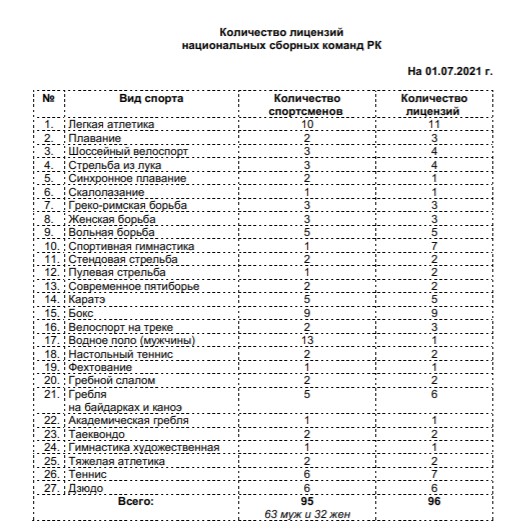 Количество лицензий
национальных сборных команд РК
На 01.07.2021 г.
№ Вид спорта Количество спортсменов Количество лицензий
1. Легкая атлетика 10 11
2. Плавание 2 3
3. Шоссейный велоспорт 3 4
4. Стрельба из лука 3 4
5. Синхронное плавание 2 1
6. Скалолазание 1 1
7. Греко-римская борьба 3 3
8. Женская борьба 3 3
9. Вольная борьба 5 5
10. Спортивная гимнастика 1 7
11. Стендовая стрельба 2 2
12. Пулевая стрельба 1 2
13. Современное пятиборье 2 2
14. Каратэ 5 5
15. Бокс 9 9
16. Велоспорт на треке 2 3
17. Водное поло (мужчины) 13 1
18. Настольный теннис 2 2
19. Фехтование 1 1
20. Гребной слалом 2 2
21. Гребля 5 6
на байдарках и каноэ
22. Академическая гребля 1 1
23. Таеквондо 2 2
24. Гимнастика художественная 1 1
25. Тяжелая атлетика 2 2
26. Теннис 6 7
27. Дзюдо 6 6
Всего: 95 96
63 муж и 32 жен